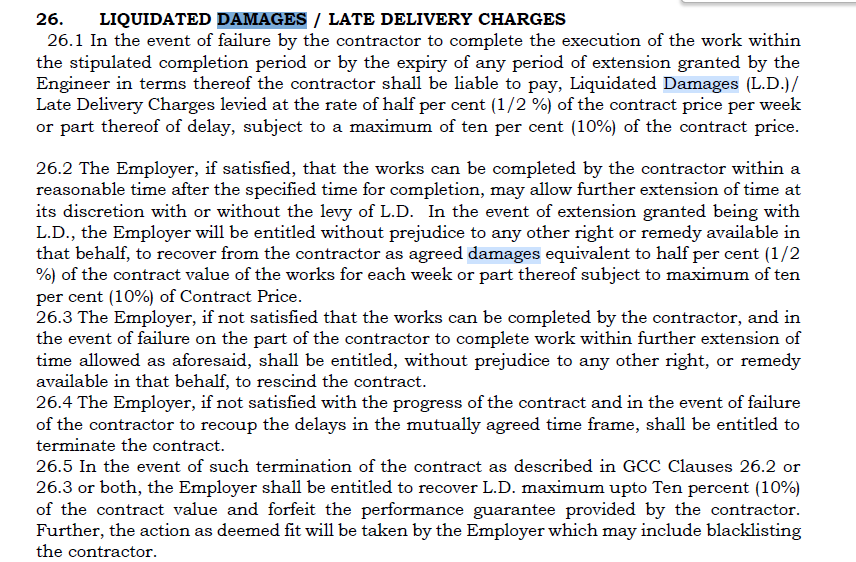 26. LIQUIDATED DAMAGES / LATE DELIVERY CHARGES
26.1 In the event of failure by the contractor to complete the execution of the work within
the stipulated completion period or by the expiry of any period of extension granted by the
Engineer in terms thereof the contractor shall be liable to pay, Liquidated Damages (L.D.)/
Late Delivery Charges levied at the rate of half per cent (1/2 %) of the contract price per week
or part thereof of delay, subject to a maximum of ten per cent (10%) of the contract price.
26.2 The Employer, if satisfied, that the works can be completed by the contractor within a
reasonable time after the specified time for completion, may allow further extension of time at
its discretion with or without the levy of L.D. In the event of extension granted being with
L.D., the Employer will be entitled without prejudice to any other right or remedy available in
that behalf, to recover from the contractor as agreed damages equivalent to half per cent (1/2
%) of the contract value of the works for each week or part thereof subject to maximum of ten
per cent (10%) of Contract Price.
26.3 The Employer, if not satisfied that the works can be completed by the contractor, and in
the event of failure on the part of the contractor to complete work within further extension of
time allowed as aforesaid, shall be entitled, without prejudice to any other right, or remedy
available in that behalf, to rescind the contract.
26.4 The Employer, if not satisfied with the progress of the contract and in the event of failure
of the contractor to recoup the delays in the mutually agreed time frame, shall be entitled to
terminate the contract.
26.5 In the event of such termination of the contract as described in GCC Clauses 26.2 or
26.3 or both, the Employer shall be entitled to recover L.D. maximum upto Ten percent (10%)
of the contract value and forfeit the performance guarantee provided by the contractor.
Further, the action as deemed fit will be taken by the Employer which may include blacklisting
the contractor.